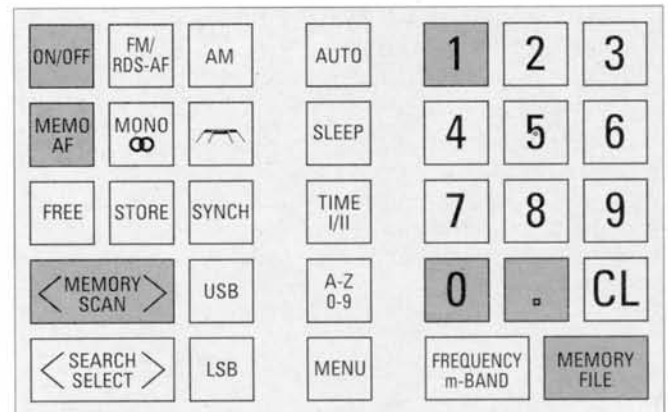 ON/OFF
FM/
RDS-AF
AM
AUTO
1
2
3
MEMO
AF
MONO
SLEEP
4
5
6
FREE
STORE
SYNCH
TIME
I/II
7
8
9
<MEMORY
SCAN>
USB
A-Z
0-9
0
.
CL
<SEARCH
SELECT>
LSB
MENU
FREQUENCY
m-BAND
MEMORY
FILE